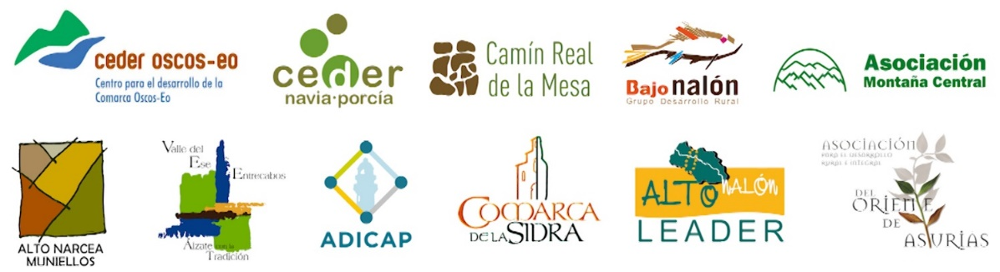 ceder oscos-eo
Centro para el desarrollo de la
Comarca Oscos-Eo
ceder
navia·porcía
Camín Real
de la Mesa
Bajo nalón
Grupo Desarrollo Rural
Asociación
Montaña Central
ALTO NARCEA
MUNIELLOS
Valle del
Ese
Entrecabos
Álzate con la
Tradición
ADICAP
COMARCA
DE LA SIDRA
ALTO NALÓN
LEADER
ASOCIACIÓN
PARA EL DESARROLLO
RURAL E INTEGRAL
DEL
ORIENTE
DE
ASTURIAS